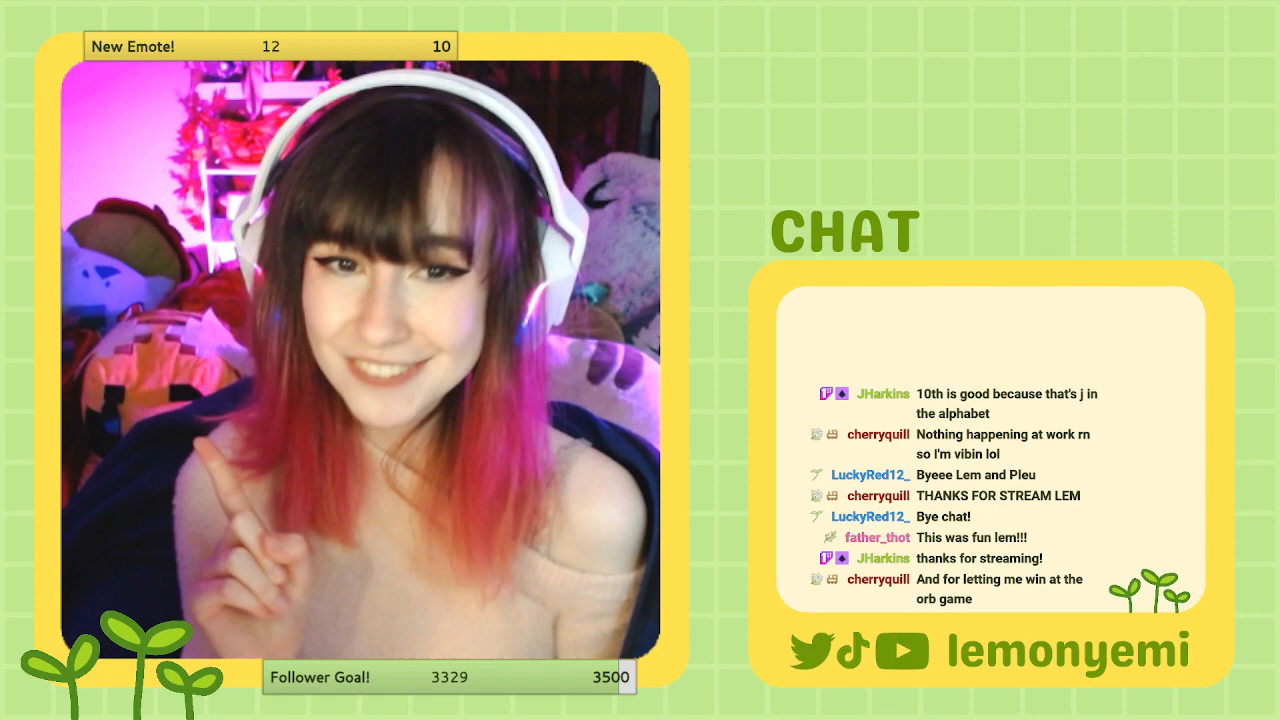 New Emote! 12 10
CHAT
JHarkins 10th is good because that's j in
the alphabet
cherryquill Nothing happening at work rn
so I'm vibin lol
LuckyRed12_ Byeee Lem and Pleu
cherryquill THANKS FOR STREAM LEM
LuckyRed12_ Bye chat!
father_thot This was fun lem!!!
JHarkins thanks for streaming!
cherryquill And for letting me win at the
orb game
lemonyemi
Follower Goal! 3329 3500